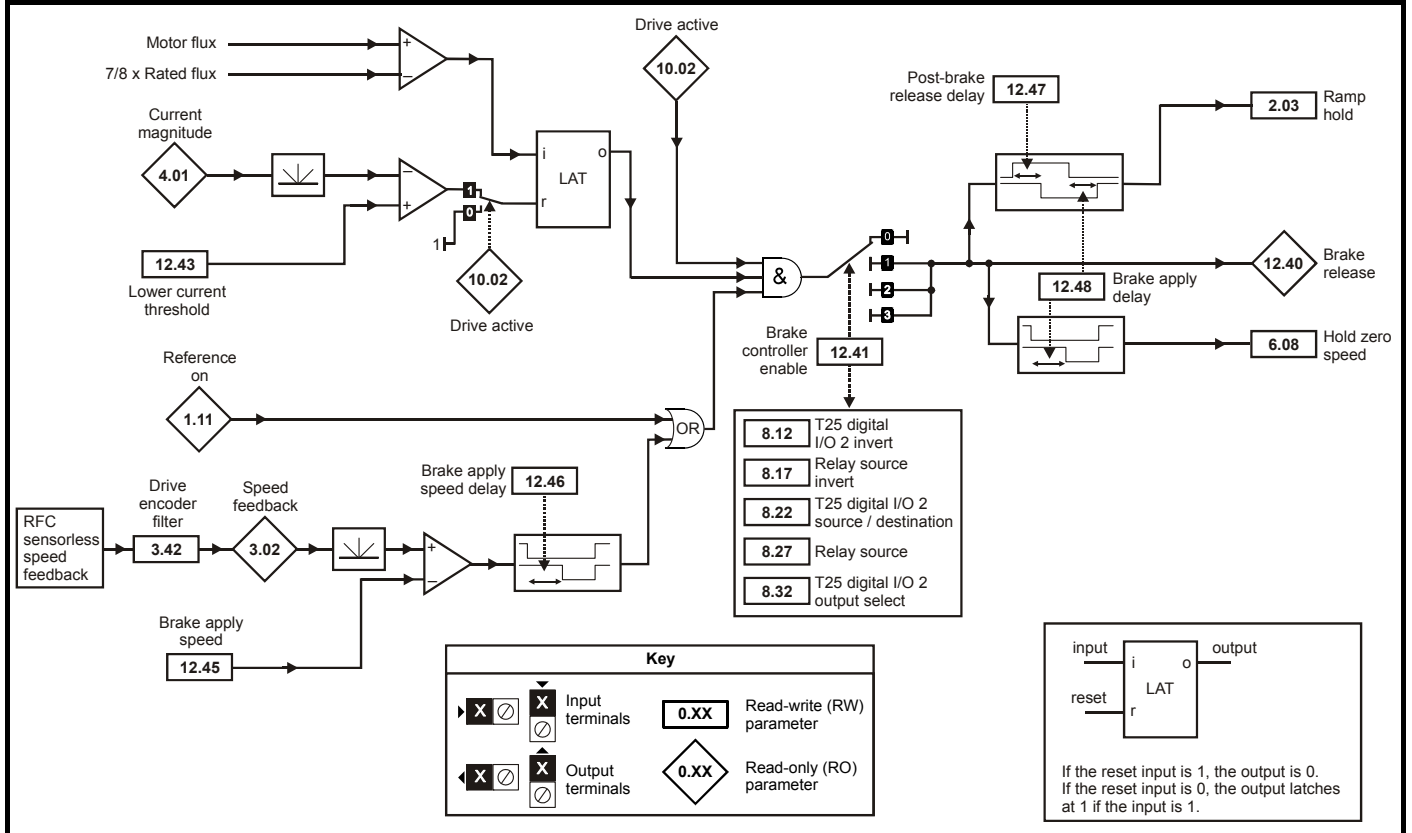 Motor flux
7/8 x Rated flux
+
–
Current
magnitude
4.01
–
+
1
0
1
12.43
Lower current
threshold
10.02
Drive active
i
o
LAT
r
Drive active
10.02
&
Reference
on
1.11
OR
RFC
sensorless
speed
feedback
Drive
encoder
filter
3.42
Speed
feedback
3.02
+
–
Brake apply
speed delay
12.46
Brake apply
speed
12.45
0
1
2
3
Brake
controller
enable
12.41
8.12
T25 digital
I/O 2 invert
8.17
Relay source
invert
8.22
T25 digital I/O 2
source / destination
8.27
Relay source
8.32
T25 digital I/O 2
output select
Post-brake
release delay
12.47
12.48
Brake apply
delay
2.03
Ramp
hold
12.40
Brake
release
6.08
Hold zero
speed
Key
X
X
Input
terminals
0.XX
Read-write (RW)
parameter
X
X
Output
terminals
0.XX
Read-only (RO)
parameter
input
i
o
output
LAT
reset
r
If the reset input is 1, the output is 0.
If the reset input is 0, the output latches
at 1 if the input is 1.